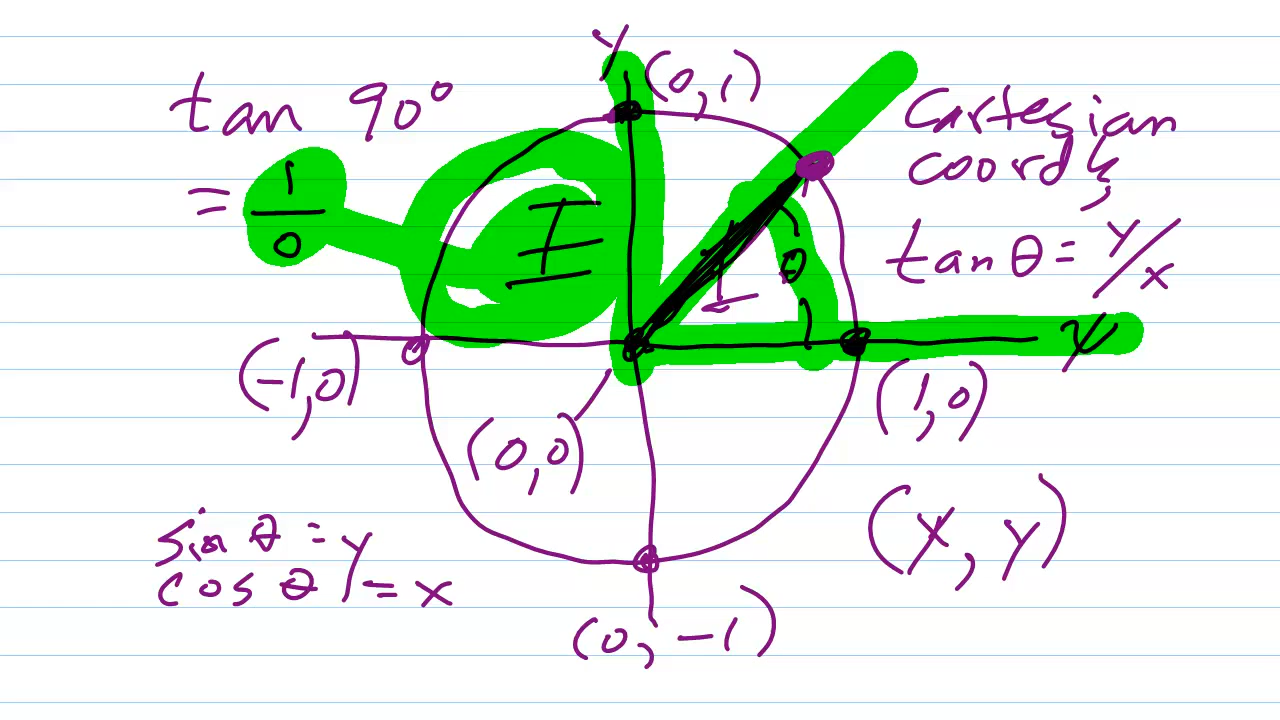 y
(0,1)
tan 90°
= 1/0
Cartesian
coords
tan θ = y/x
II
I
θ
x
(-1,0)
(1,0)
(0,0)
(x, y)
sin θ = y
cos θ = x
(0, -1)